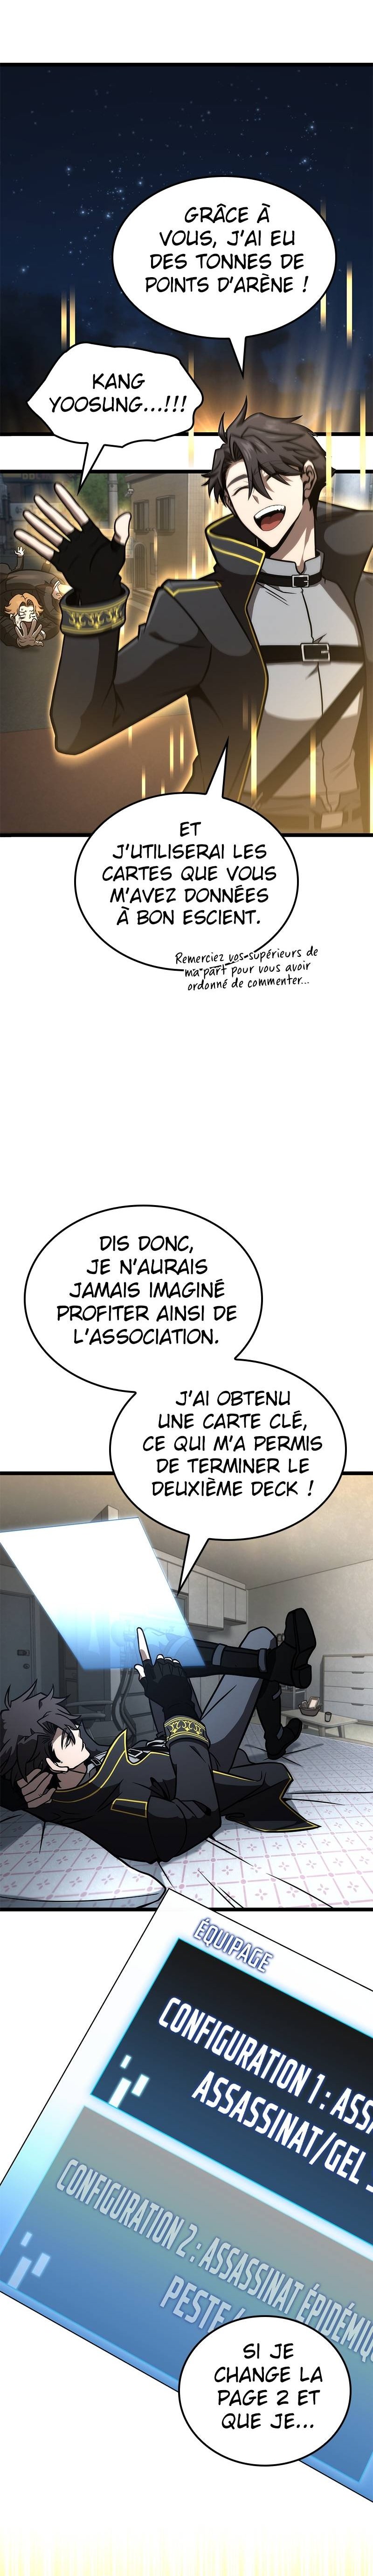 GRÂCE À
VOUS, J'AI EU
DES TONNES DE
POINTS D'ARÈNE !
KANG
YOOSUNG...!!!
ET
J'UTILISERAI LES
CARTES QUE VOUS
M'AVEZ DONNÉES
À BON ESCIENT.
Remerciez vos supérieurs de
ma part pour vous avoir
ordonné de commenter...
DIS DONC,
JE N'AURAIS
JAMAIS IMAGINÉ
PROFITER AINSI DE
L'ASSOCIATION.
J'AI OBTENU
UNE CARTE CLÉ,
CE QUI M'A PERMIS
DE TERMINER LE
DEUXIÈME DECK !
ÉQUIPAGE
CONFIGURATION 1 : ASSA
ASSASSINAT/GEL
CONFIGURATION 2 : ASSASSINAT ÉPIDÉMIQU
PESTE
SI JE
CHANGE LA
PAGE 2 ET
QUE JE...